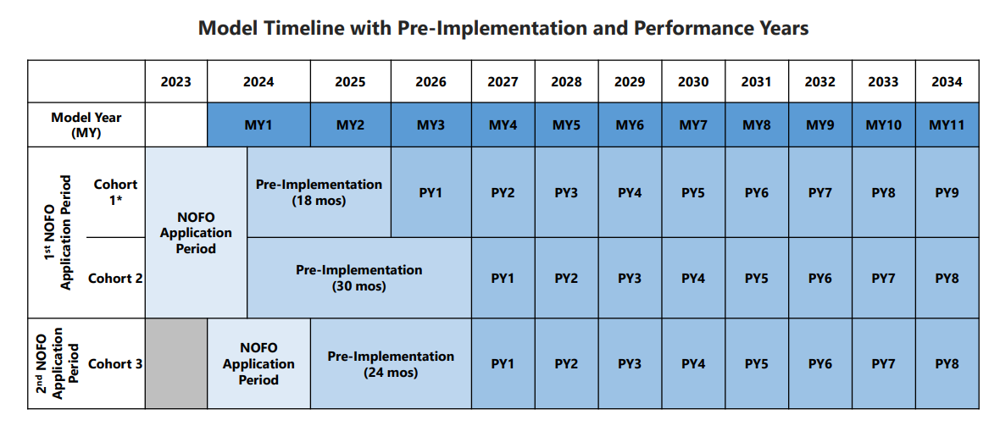 Model Timeline with Pre-Implementation and Performance Years
2023 2024 2025 2026 2027 2028 2029 2030 2031 2032 2033 2034
Model Year
(MY)
MY1 MY2 MY3 MY4 MY5 MY6 MY7 MY8 MY9 MY10 MY11
1st NOFO
Application Period
Cohort
1*
NOFO
Application
Period
Pre-Implementation
(18 mos)
PY1 PY2 PY3 PY4 PY5 PY6 PY7 PY8 PY9
Cohort 2
Pre-Implementation
(30 mos)
PY1 PY2 PY3 PY4 PY5 PY6 PY7 PY8
2nd NOFO
Application
Period
Cohort 3
NOFO
Application
Period
Pre-Implementation
(24 mos)
PY1 PY2 PY3 PY4 PY5 PY6 PY7 PY8